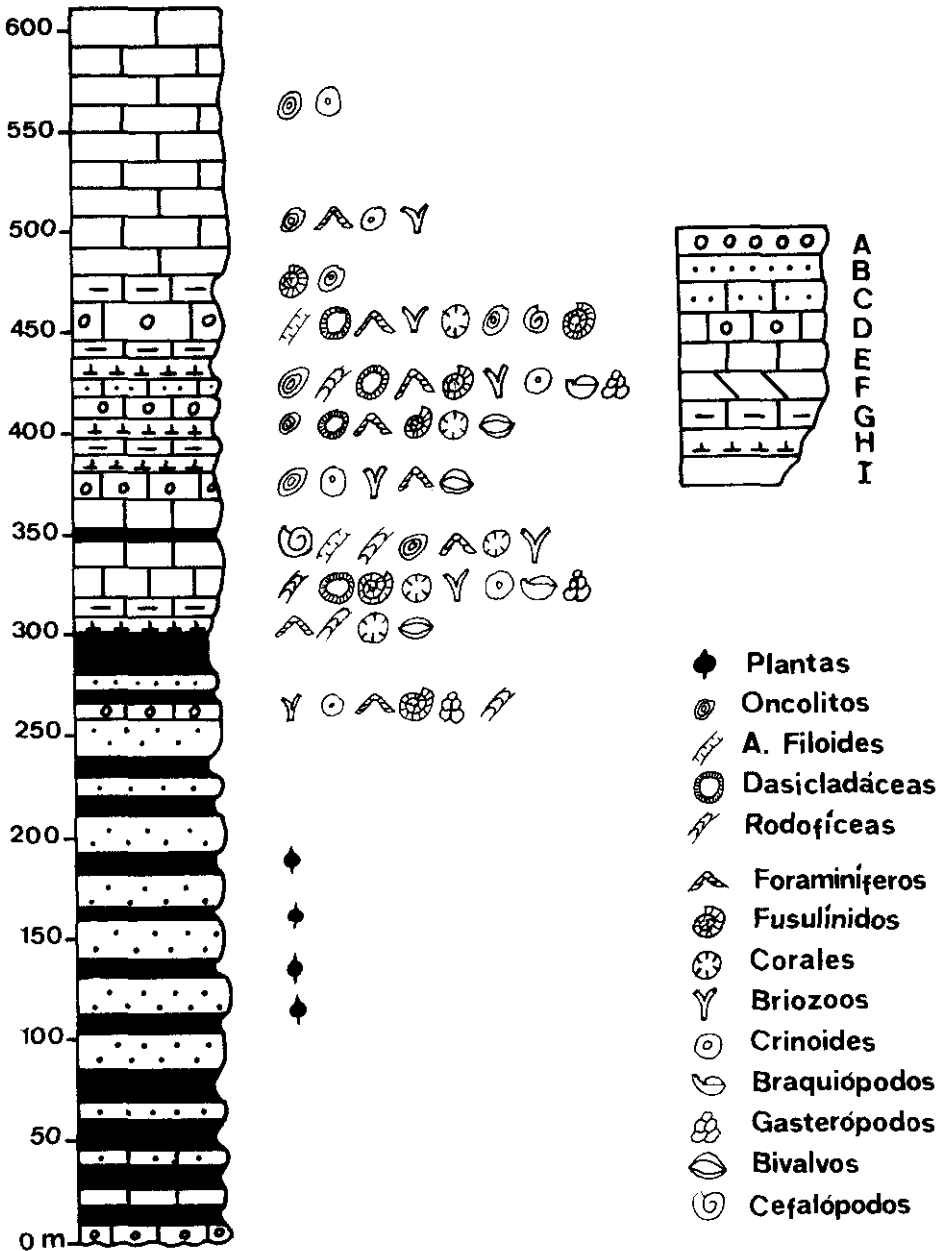 600
550
500
450
400
350
300
250
200
150
100
50
0 m
A
B
C
D
E
F
G
H
I
Plantas
Oncolitos
A. Filoides
Dasicladáceas
Rodofíceas
Foraminíferos
Fusulínidos
Corales
Briozoos
Crinoides
Braquiópodos
Gasterópodos
Bivalvos
Cefalópodos